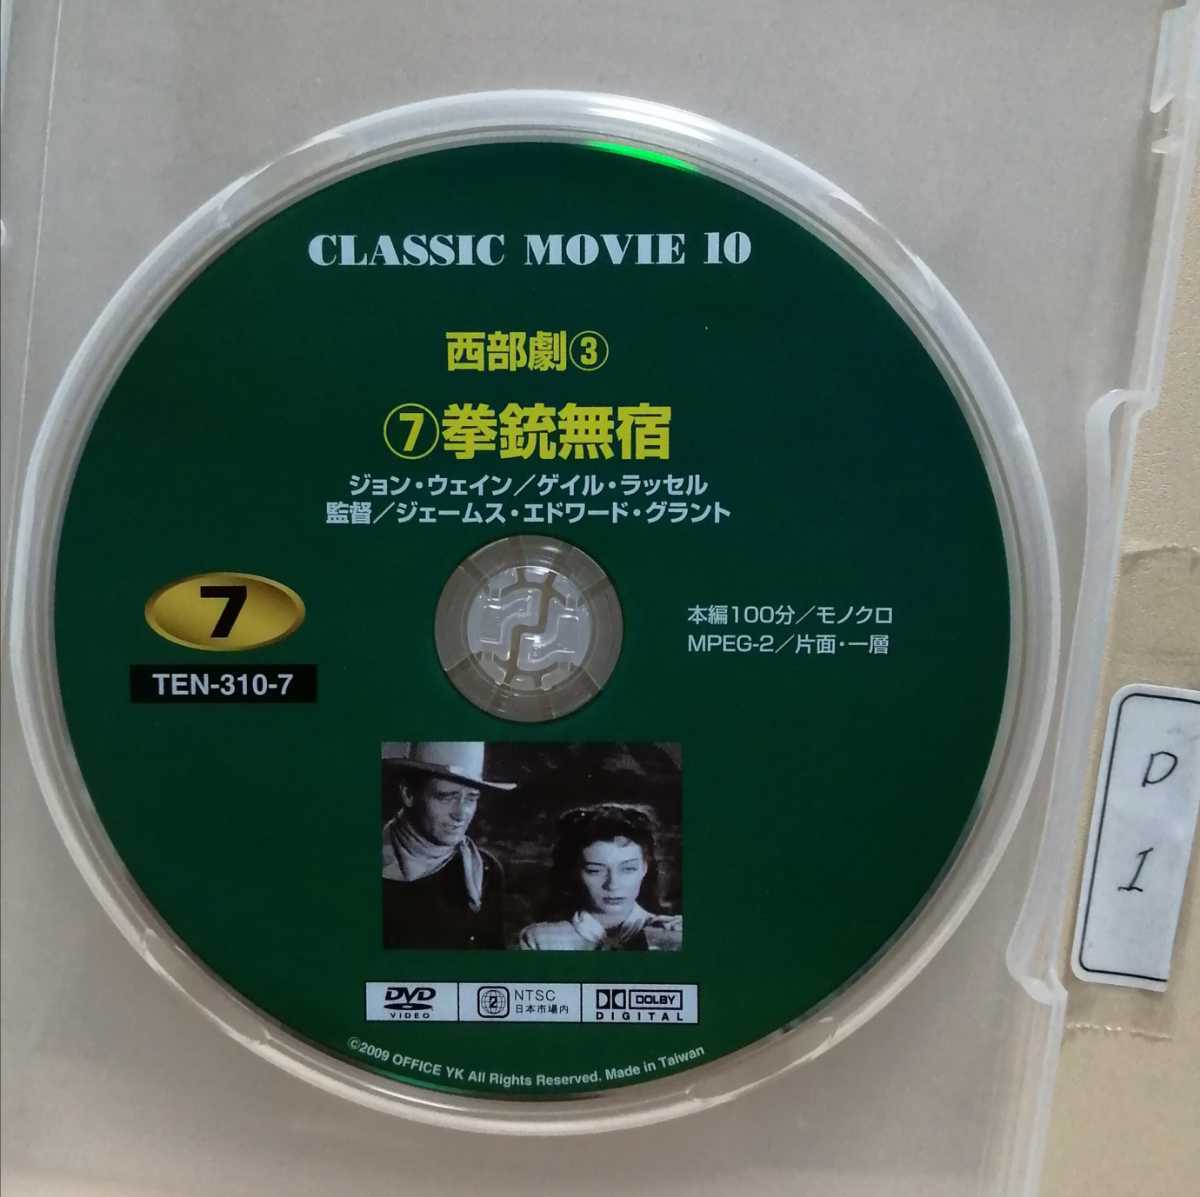 CLASSIC MOVIE 10
西部劇③
⑦拳銃無宿
ジョン・ウェイン／ゲイル・ラッセル
監督／ジェームス・エドワード・グラント
7
TEN-310-7
本編100分／モノクロ
MPEG-2／片面・一層
DVD
VIDEO
2
NTSC
日本市場内
DOLBY
DIGITAL
©2009 OFFICE YK All Rights Reserved. Made in Taiwan
D
I